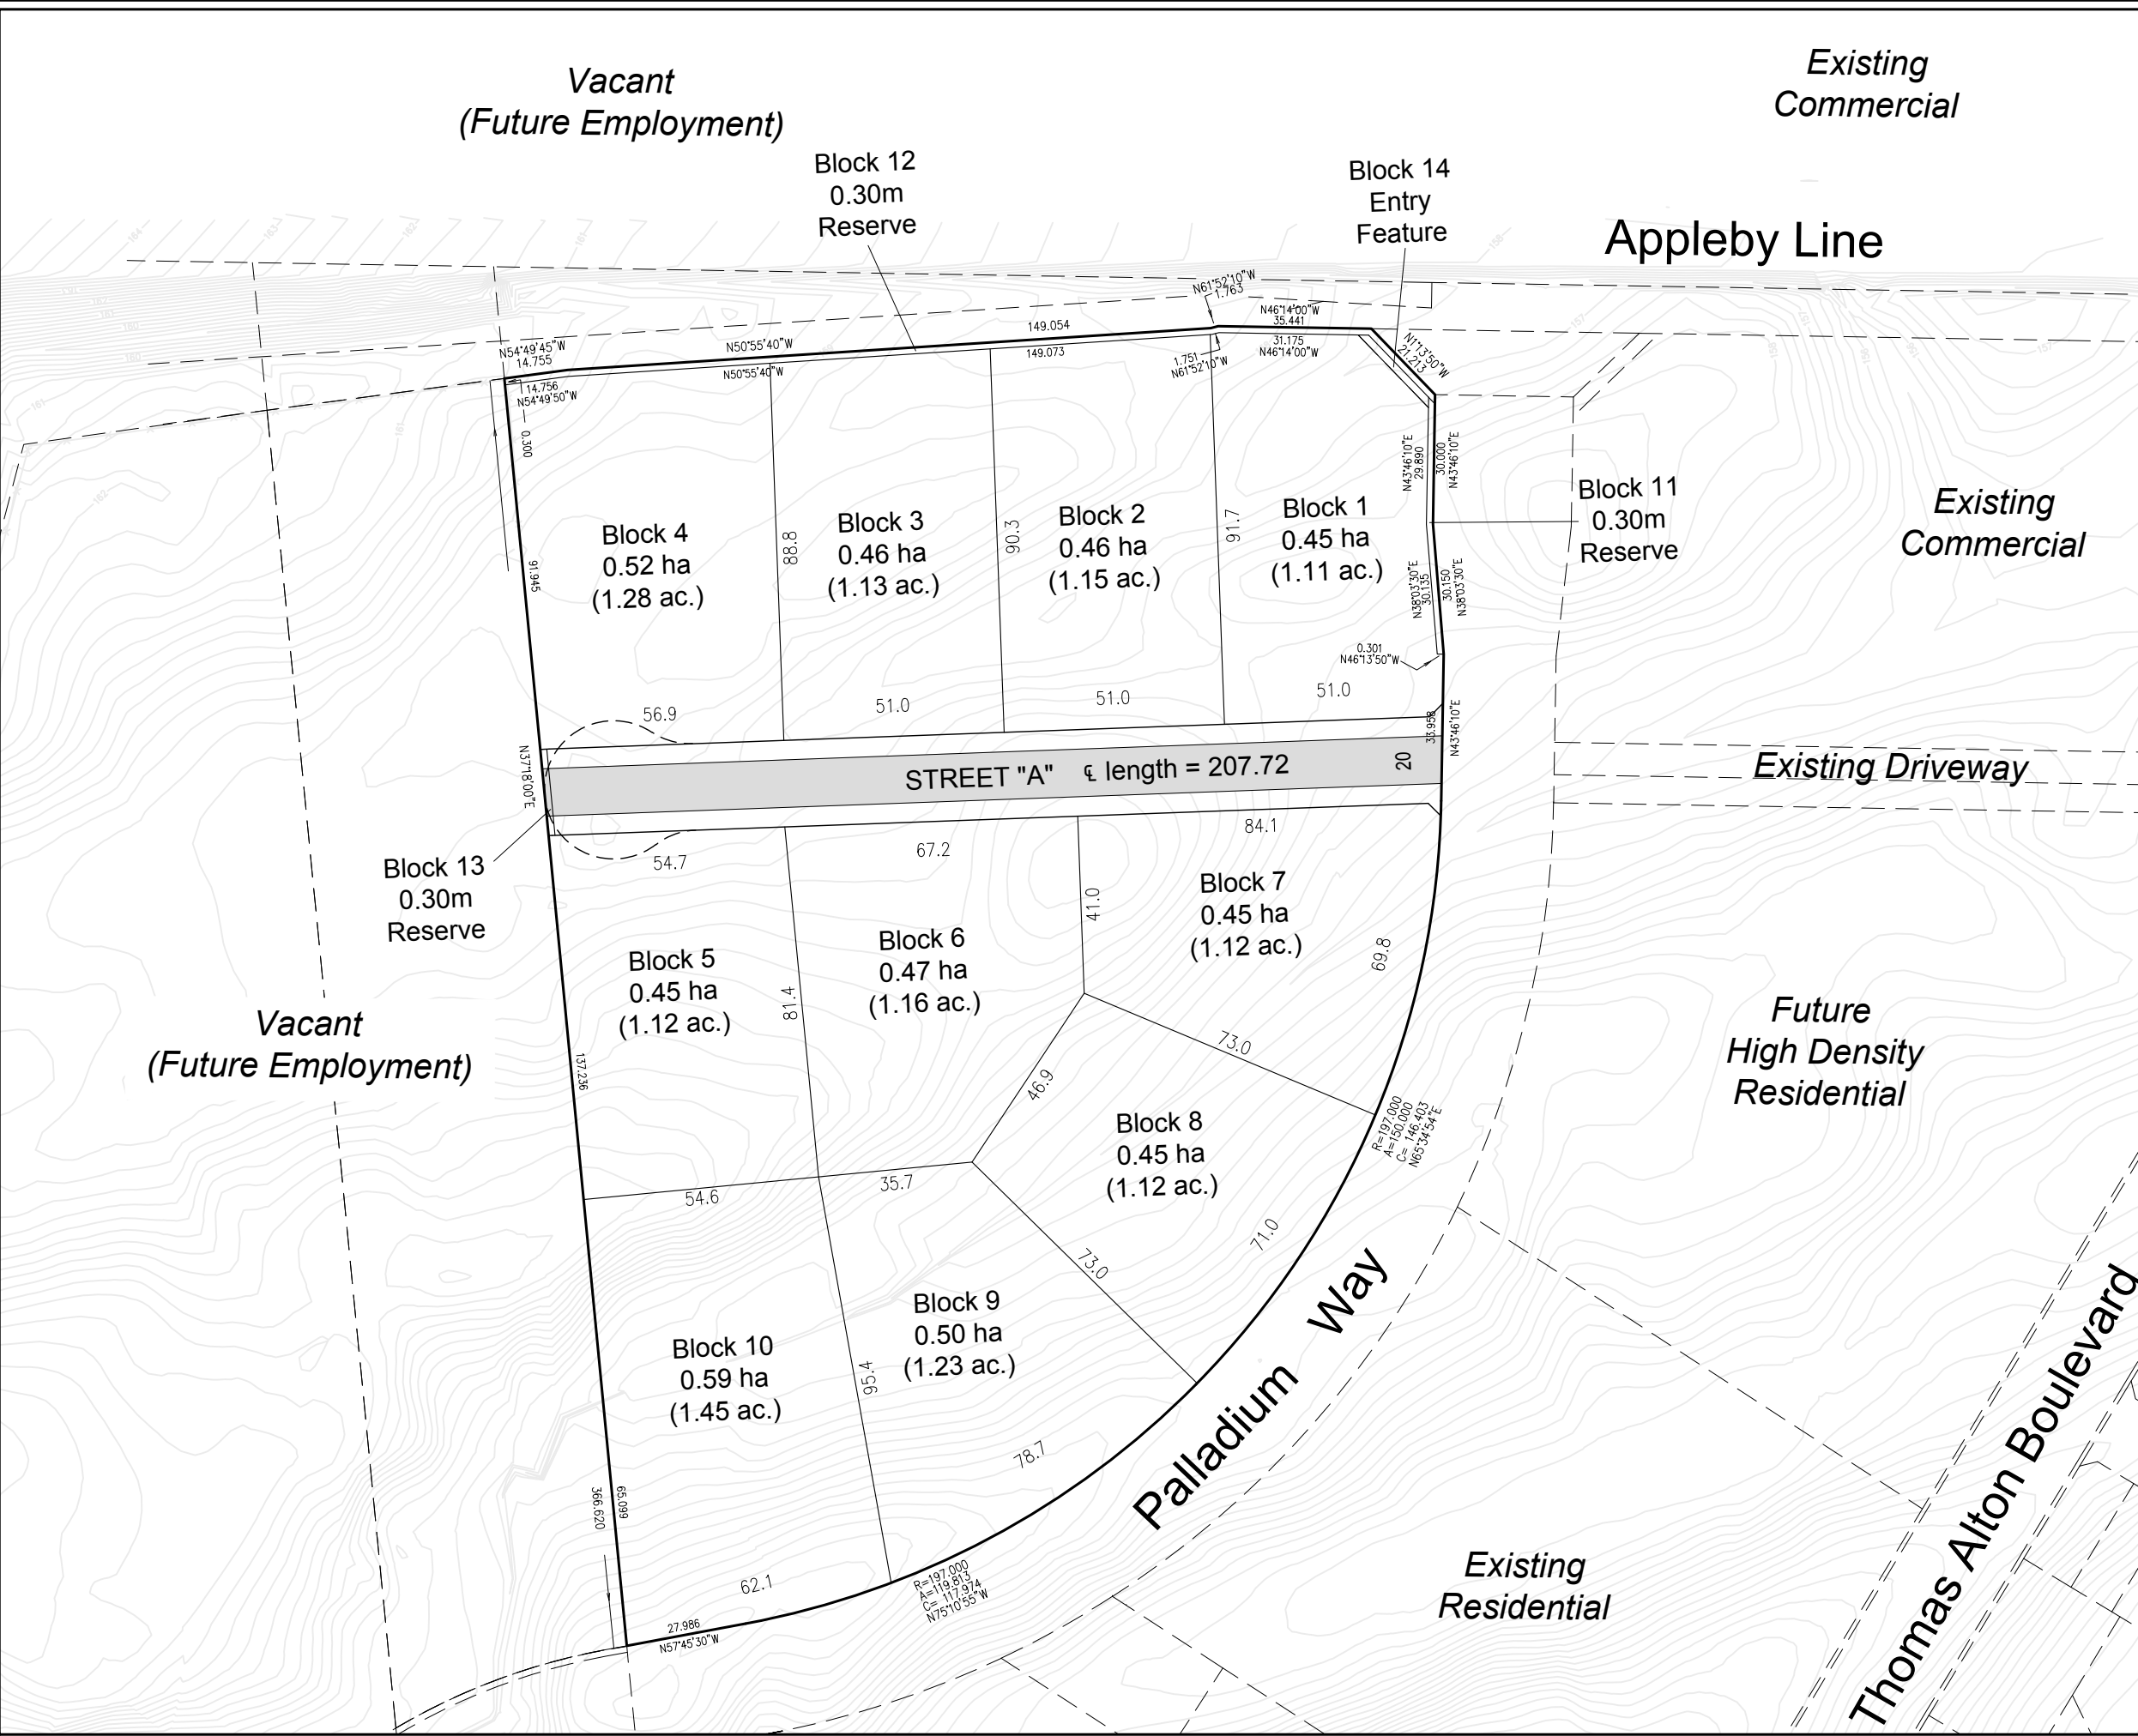 Vacant
(Future Employment)
Existing
Commercial
Block 12
0.30m
Reserve
Block 14
Entry
Feature
Appleby Line
N61°52'10"W
1.763
N46°14'00"W
35.441
149.054
N50°55'40"W
N54°49'45"W
14.755
149.073
N50°55'40"W
14.756
N54°49'50"W
1.751
N61°52'10"W
31.175
N46°14'00"W
N1°13'50"W
21.213
0.300
N43°46'10"E
29.890
30.000
N43°46'10"E
Block 11
0.30m
Reserve
Existing
Commercial
Block 4
0.52 ha
(1.28 ac.)
88.8
Block 3
0.46 ha
(1.13 ac.)
90.3
Block 2
0.46 ha
(1.15 ac.)
91.7
Block 1
0.45 ha
(1.11 ac.)
91.945
N38°03'30"E
30.135
30.150
N38°03'30"E
0.301
N46°13'50"W
56.9
51.0
51.0
51.0
N37°18'00"E
STREET "A" ℄ length = 207.72
20
33.958
N43°46'10"E
Existing Driveway
Block 13
0.30m
Reserve
54.7
67.2
84.1
41.0
Block 7
0.45 ha
(1.12 ac.)
69.8
Block 6
0.47 ha
(1.16 ac.)
Block 5
0.45 ha
(1.12 ac.)
81.4
Vacant
(Future Employment)
Future
High Density
Residential
137.236
73.0
46.9
R=197.000
A=150.000
C= 146.403
N65°34'54"E
Block 8
0.45 ha
(1.12 ac.)
54.6
35.7
73.0
71.0
Palladium Way
Block 9
0.50 ha
(1.23 ac.)
Block 10
0.59 ha
(1.45 ac.)
95.4
78.7
366.620
65.099
62.1
R=197.000
A=119.813
C= 117.974
N75°10'55"W
27.986
N57°45'30"W
Existing
Residential
Thomas Alton Boulevard
164
163
162
161
158
157
161
162